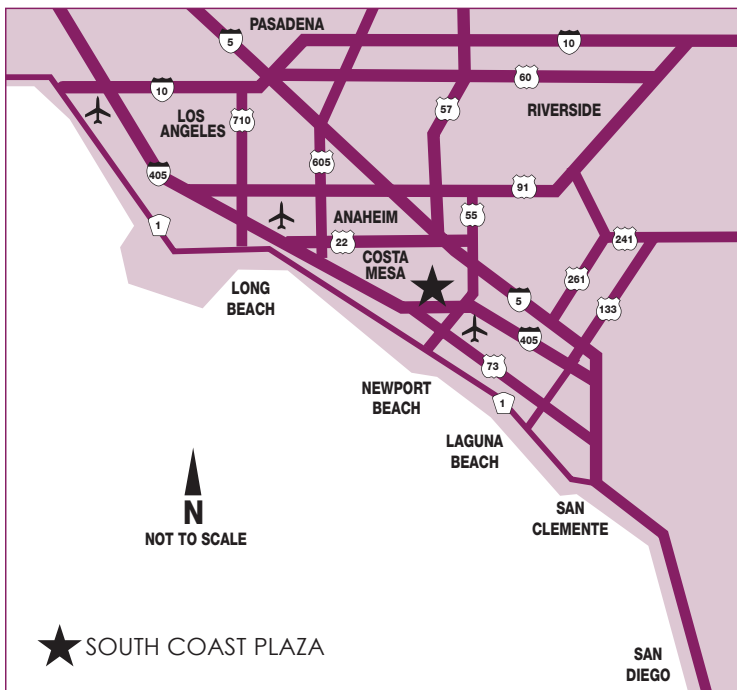 PASADENA
5
10
60
10
57
RIVERSIDE
LOS
ANGELES
710
605
405
91
ANAHEIM
55
1
22
241
COSTA
MESA
261
LONG
BEACH
5
133
405
73
NEWPORT
BEACH
1
LAGUNA
BEACH
N
NOT TO SCALE
SAN
CLEMENTE
SOUTH COAST PLAZA
SAN
DIEGO